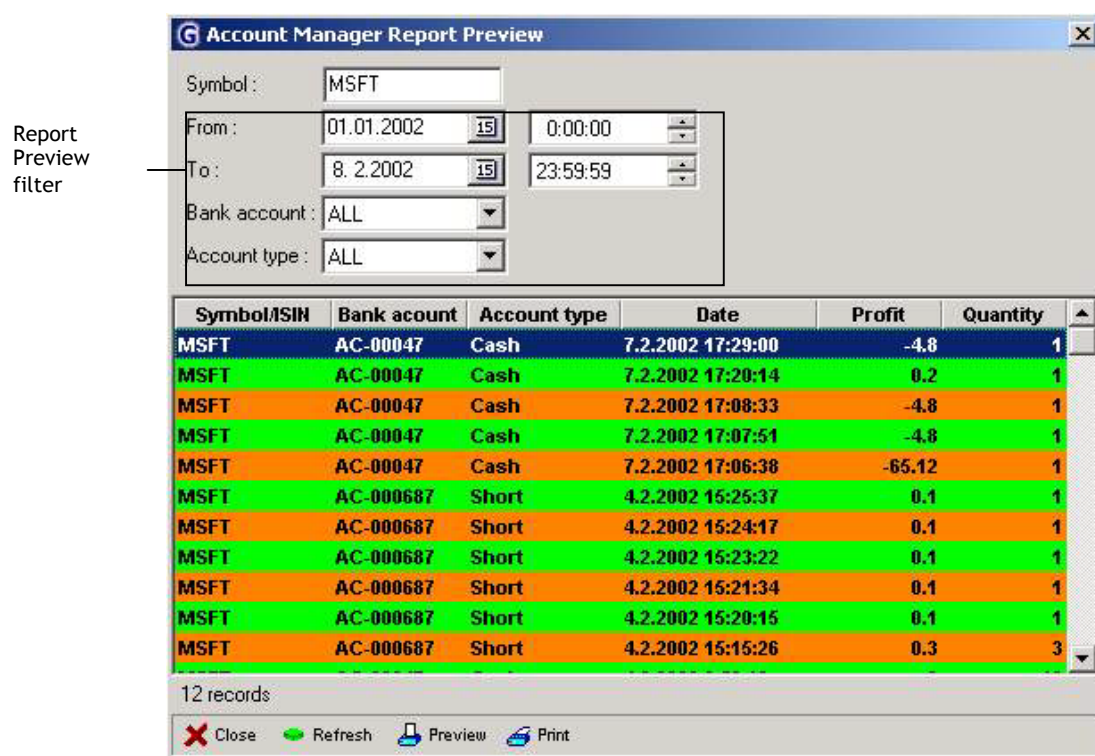 Account Manager Report Preview
Symbol : MSFT
From : 01.01.2002 15 0:00:00
Report
Preview
filter
To : 8. 2.2002 15 23:59:59
Bank account : ALL
Account type : ALL
Symbol/ISIN Bank acount Account type Date Profit Quantity
MSFT AC-00047 Cash 7.2.2002 17:29:00 -4.8 1
MSFT AC-00047 Cash 7.2.2002 17:20:14 0.2 1
MSFT AC-00047 Cash 7.2.2002 17:08:33 -4.8 1
MSFT AC-00047 Cash 7.2.2002 17:07:51 -4.8 1
MSFT AC-00047 Cash 7.2.2002 17:06:38 -65.12 1
MSFT AC-000687 Short 4.2.2002 15:25:37 0.1 1
MSFT AC-000687 Short 4.2.2002 15:24:17 0.1 1
MSFT AC-000687 Short 4.2.2002 15:23:22 0.1 1
MSFT AC-000687 Short 4.2.2002 15:21:34 0.1 1
MSFT AC-000687 Short 4.2.2002 15:20:15 0.1 1
MSFT AC-000687 Short 4.2.2002 15:15:26 0.3 3
12 records
Close Refresh Preview Print